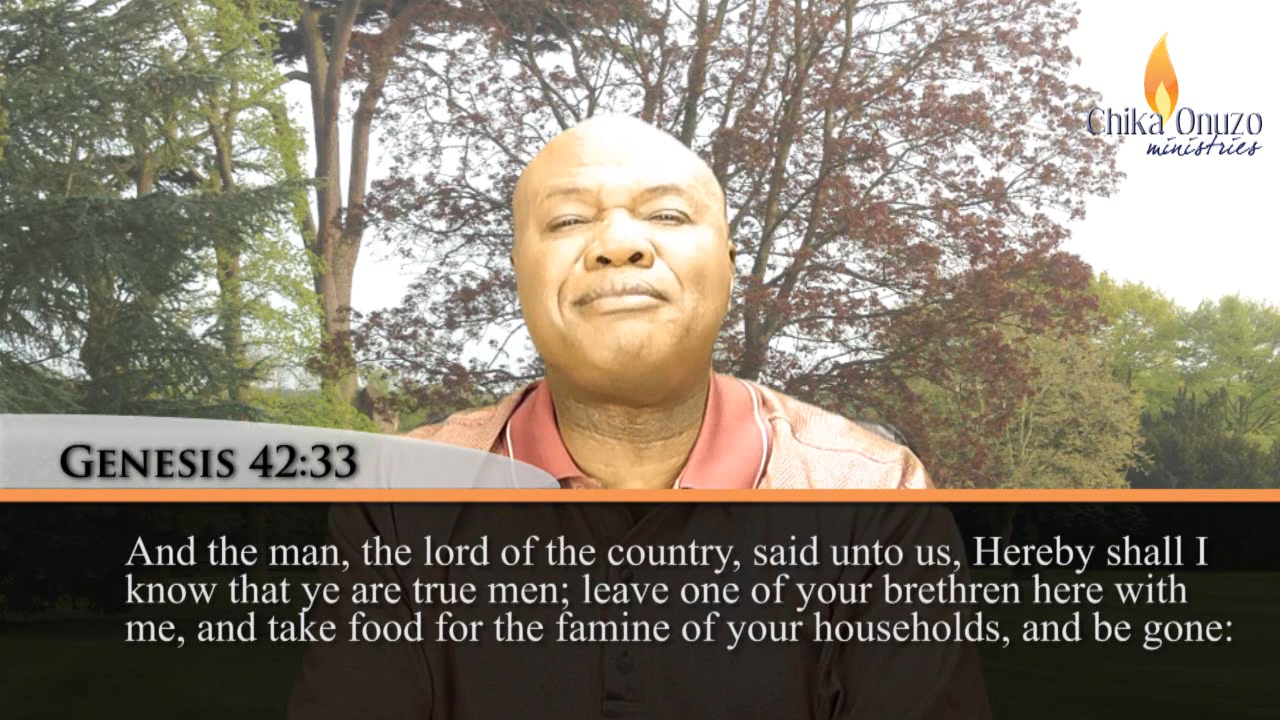 Chika Onuzo
ministries
Genesis 42:33
And the man, the lord of the country, said unto us, Hereby shall I
know that ye are true men; leave one of your brethren here with
me, and take food for the famine of your households, and be gone: